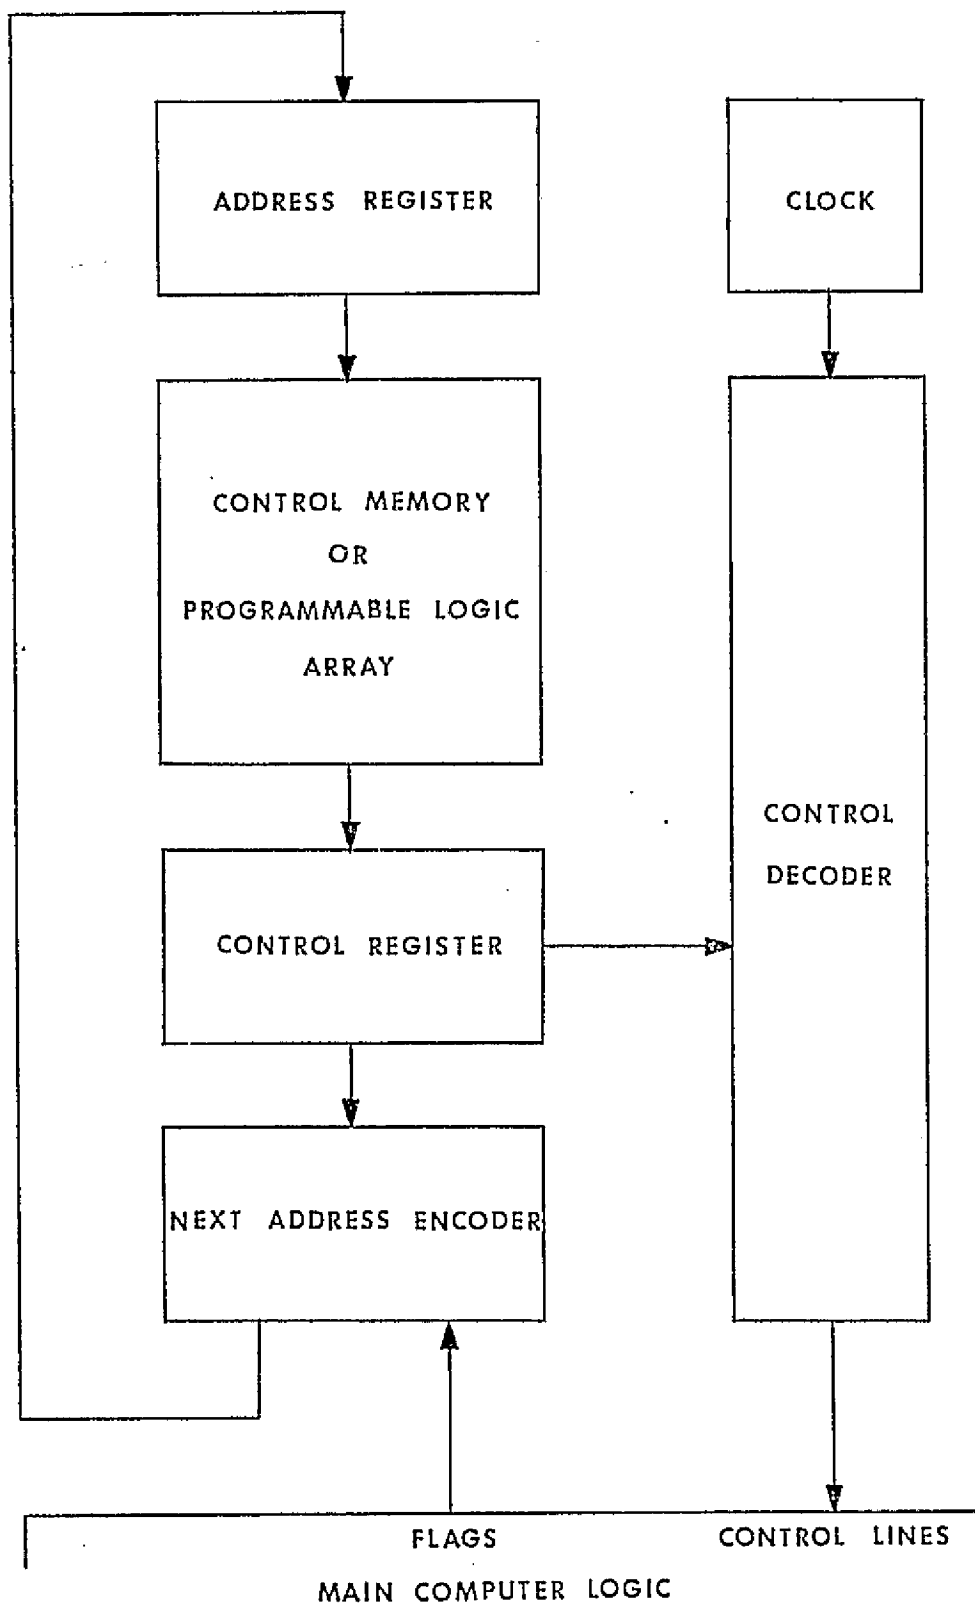 ADDRESS REGISTER
CLOCK
CONTROL MEMORY
OR
PROGRAMMABLE LOGIC
ARRAY
CONTROL
DECODER
CONTROL REGISTER
NEXT ADDRESS ENCODER
FLAGS
CONTROL LINES
MAIN COMPUTER LOGIC